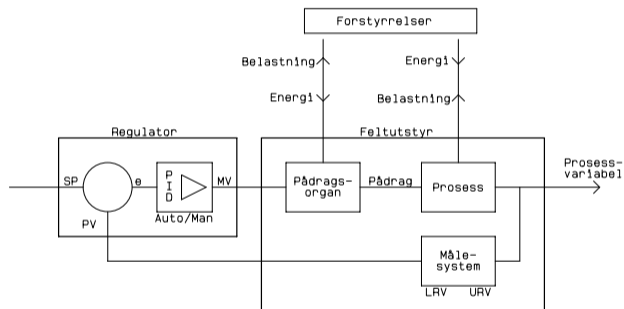 Forstyrrelser
Belastning
Energi
Energi
Belastning
Regulator
Feltutstyr
Prosess-
variabel
SP
e
P
I
D
MV
Pådrags-
organ
Pådrag
Prosess
Auto/Man
PV
Måle-
system
LRV URV